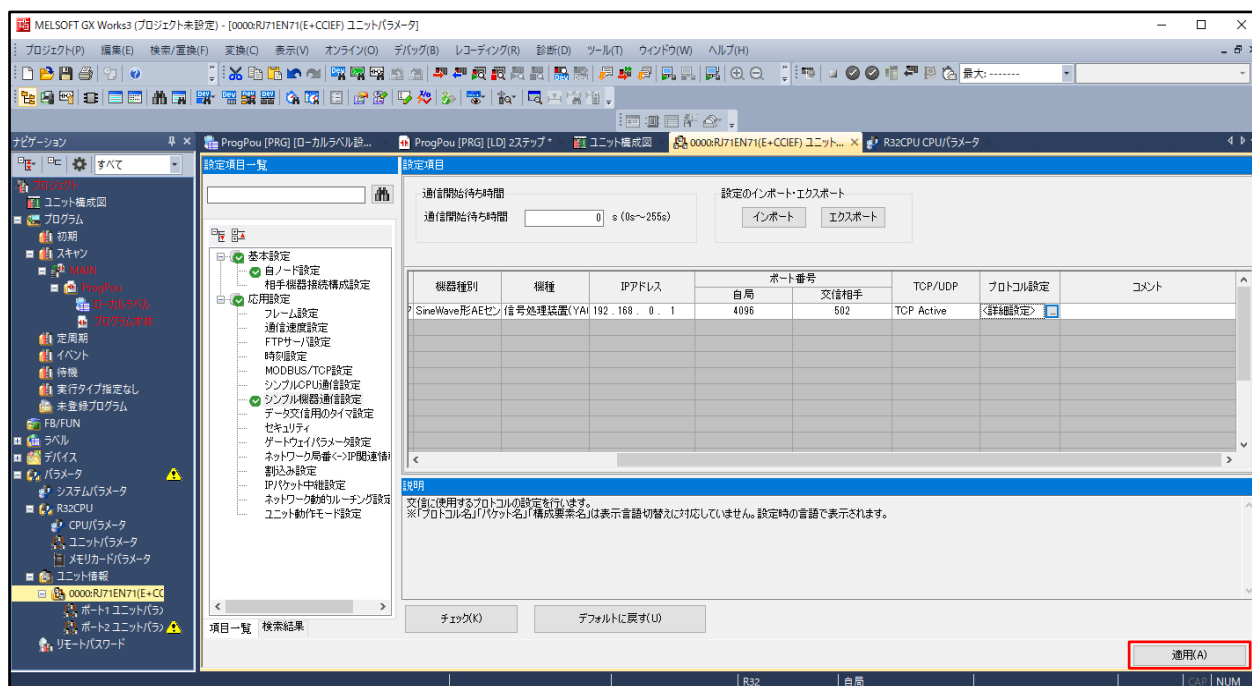 MELSOFT GX Works3 (プロジェクト未設定) - [0000:RJ71EN71(E+CCIEF) ユニットパラメータ]
プロジェクト(P) 編集(E) 検索/置換(F) 変換(C) 表示(V) オンライン(O) デバッグ(B) レコーディング(R) 診断(D) ツール(T) ウィンドウ(W) ヘルプ(H)
最大: -------
ナビゲーション
ProgPou [PRG] [ローカルラベル設...
ProgPou [PRG] [LD] 2ステップ *
ユニット構成図
0000:RJ71EN71(E+CCIEF) ユニット...
R32CPU CPUパラメータ
すべて
プロジェクト
ユニット構成図
プログラム
初期
スキャン
MAIN
ProgPou
ローカルラベル
プログラム本体
定周期
イベント
待機
実行タイプ指定なし
未登録プログラム
FB/FUN
ラベル
デバイス
パラメータ
システムパラメータ
R32CPU
CPUパラメータ
ユニットパラメータ
メモリカードパラメータ
ユニット情報
0000:RJ71EN71(E+CC
ポート1 ユニットパラ
ポート2 ユニットパラ
リモートパスワード
設定項目一覧
基本設定
自ノード設定
相手機器接続構成設定
応用設定
フレーム設定
通信速度設定
FTPサーバ設定
時刻設定
MODBUS/TCP設定
シンプルCPU通信設定
シンプル機器通信設定
データ交信用のタイマ設定
セキュリティ
ゲートウェイパラメータ設定
ネットワーク局番<->IP関連情
割込み設定
IPパケット中継設定
ネットワーク動的ルーチング設定
ユニット動作モード設定
項目一覧 検索結果
設定項目
通信開始待ち時間
通信開始待ち時間 0 s (0s～255s)
設定のインポート・エクスポート
インポート エクスポート
機器種別 機種 IPアドレス ポート番号 TCP/UDP プロトコル設定 コメント
自局 交信相手
SineWave形AEセン 信号処理装置(YAI 192 . 168 . 0 . 1 4096 502 TCP Active <詳細設定> ...
説明
交信に使用するプロトコルの設定を行います。
※「プロトコル名」「パケット名」「構成要素名」は表示言語切替えに対応していません。設定時の言語で表示されます。
チェック(K) デフォルトに戻す(U)
適用(A)
R32 自局 CAP NUM